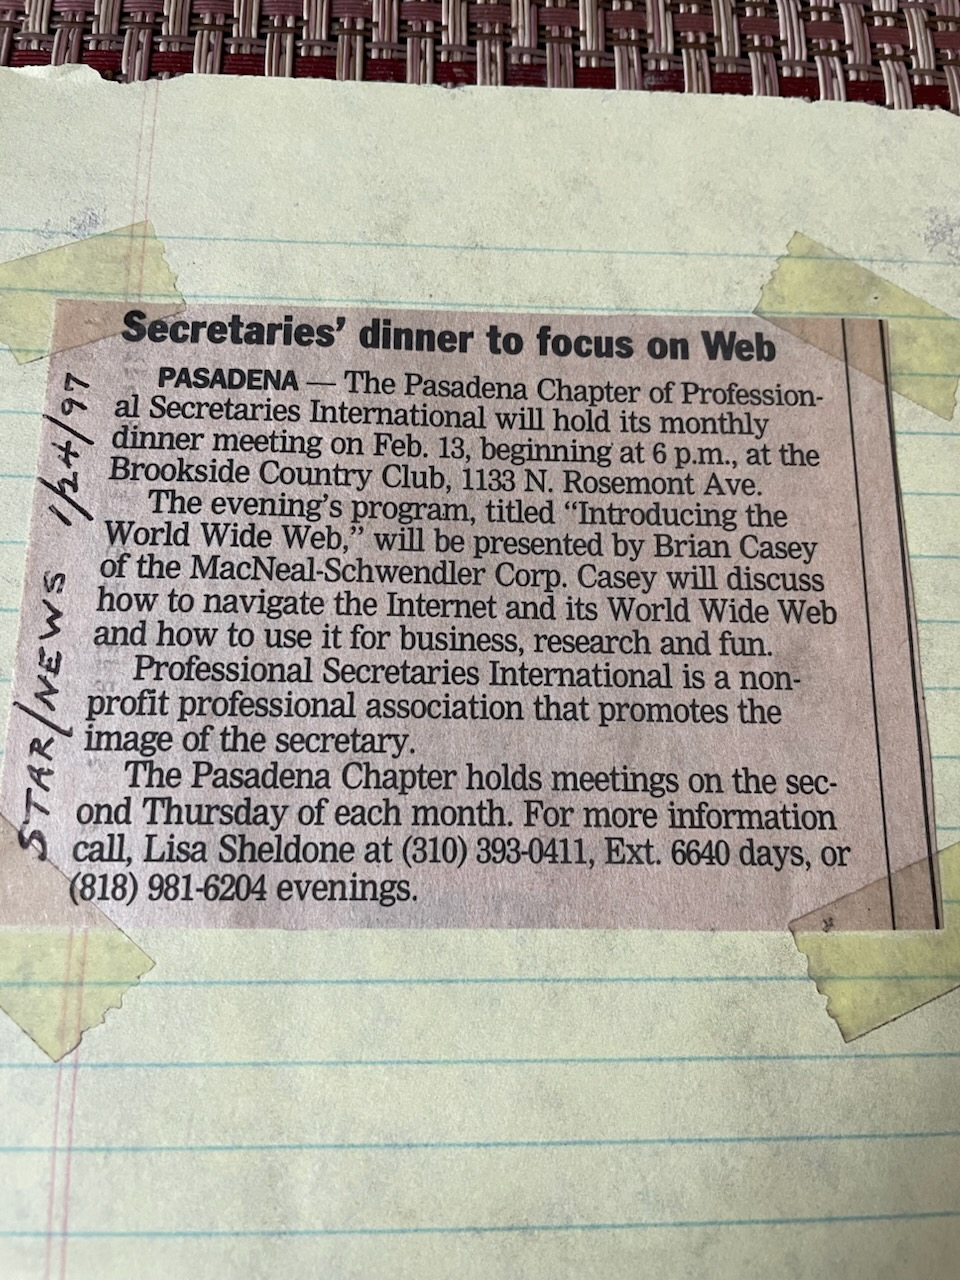 Secretaries' dinner to focus on Web
PASADENA — The Pasadena Chapter of Profession-
al Secretaries International will hold its monthly
dinner meeting on Feb. 13, beginning at 6 p.m., at the
Brookside Country Club, 1133 N. Rosemont Ave.
The evening's program, titled “Introducing the
World Wide Web,” will be presented by Brian Casey
of the MacNeal-Schwendler Corp. Casey will discuss
how to navigate the Internet and its World Wide Web
and how to use it for business, research and fun.
Professional Secretaries International is a non-
profit professional association that promotes the
image of the secretary.
The Pasadena Chapter holds meetings on the sec-
ond Thursday of each month. For more information
call, Lisa Sheldone at (310) 393-0411, Ext. 6640 days, or
(818) 981-6204 evenings.
STAR/NEWS 1/24/97